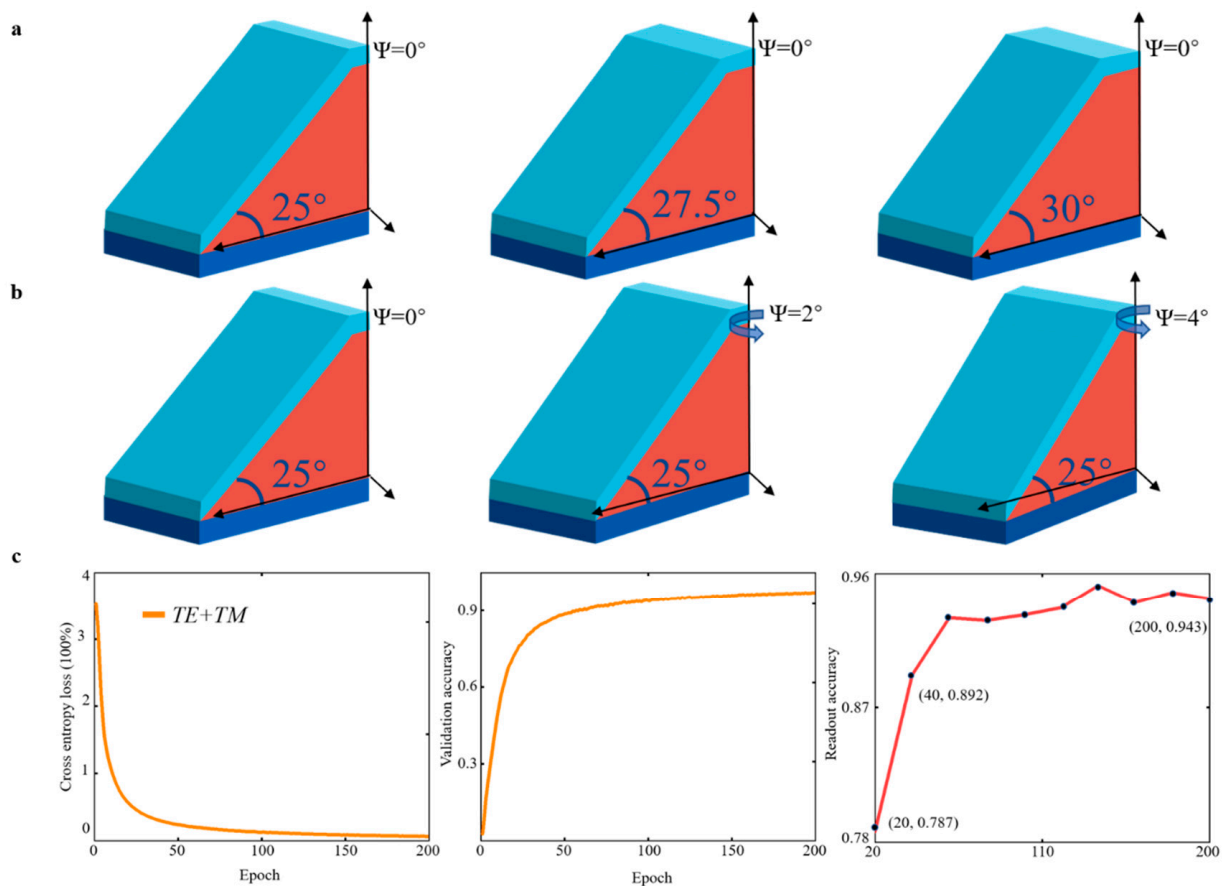 a
Ψ=0° Ψ=0° Ψ=0°
25° 27.5° 30°
b
Ψ=0° Ψ=2° Ψ=4°
25° 25° 25°
c
Cross entropy loss (100%)
4
3
2
1
0
TE+TM
0 50 100 150 200
Epoch
Validation accuracy
0.9
0.6
0.3
0 50 100 150 200
Epoch
Readout accuracy
0.96
0.87
0.78
(200, 0.943)
(40, 0.892)
(20, 0.787)
20 110 200